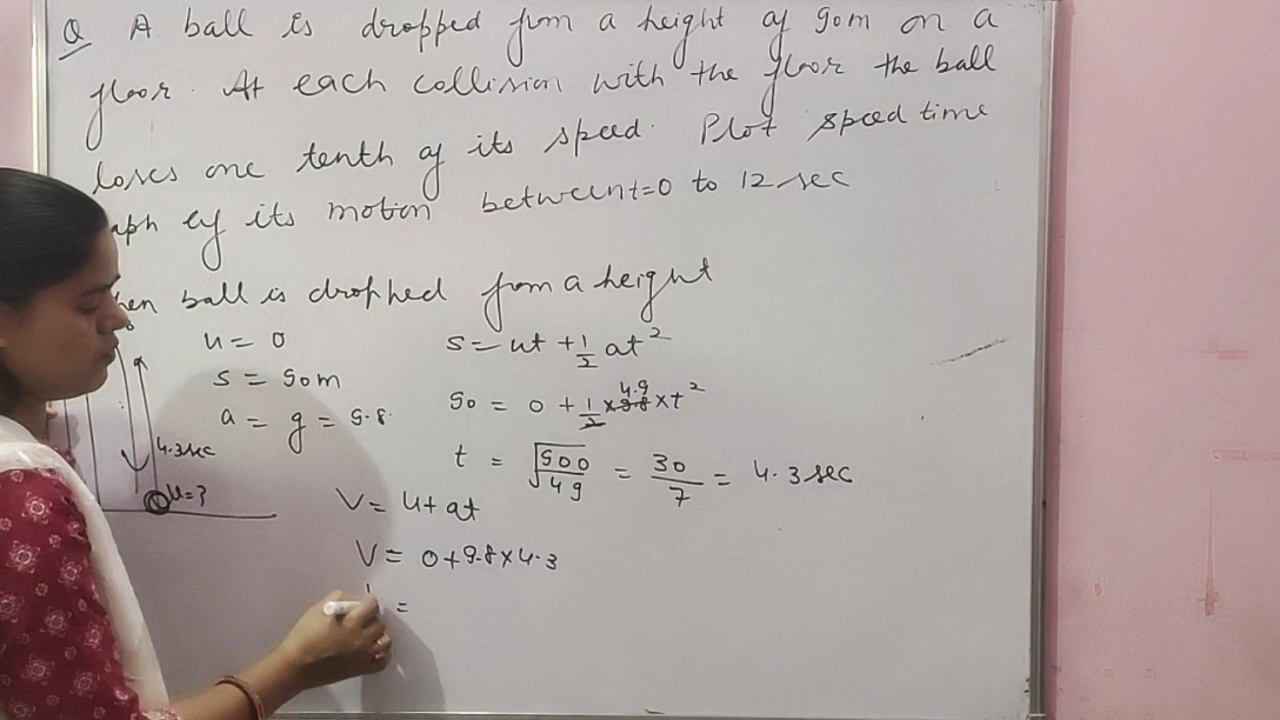 Q A ball is dropped from a height of 90m on a
floor. At each collision with the floor the ball
loses one tenth of its speed. Plot speed time
aph of its motion between t=0 to 12 sec
hen ball is dropped from a height
u = 0
s = ut + 1/2 at²
s = 90m
90 = 0 + 1/2 × 9.8 4.9 × t²
a = g = 9.8
t = √900/49 = 30/7 = 4.3 sec
4.3sec
u=?
V = u + at
V = 0 + 9.8 × 4.3
=